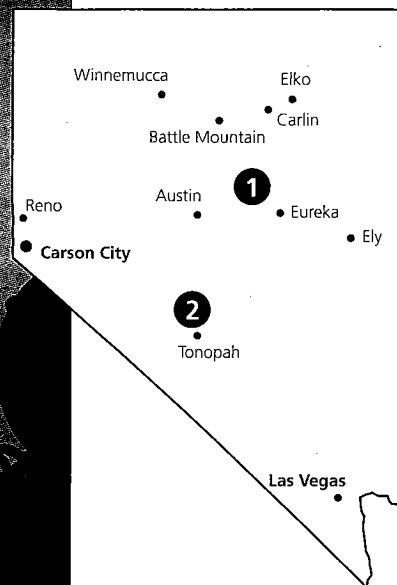 Winnemucca
Elko
Carlin
Battle Mountain
1
Austin
Reno
Eureka
Ely
Carson City
2
Tonopah
Las Vegas